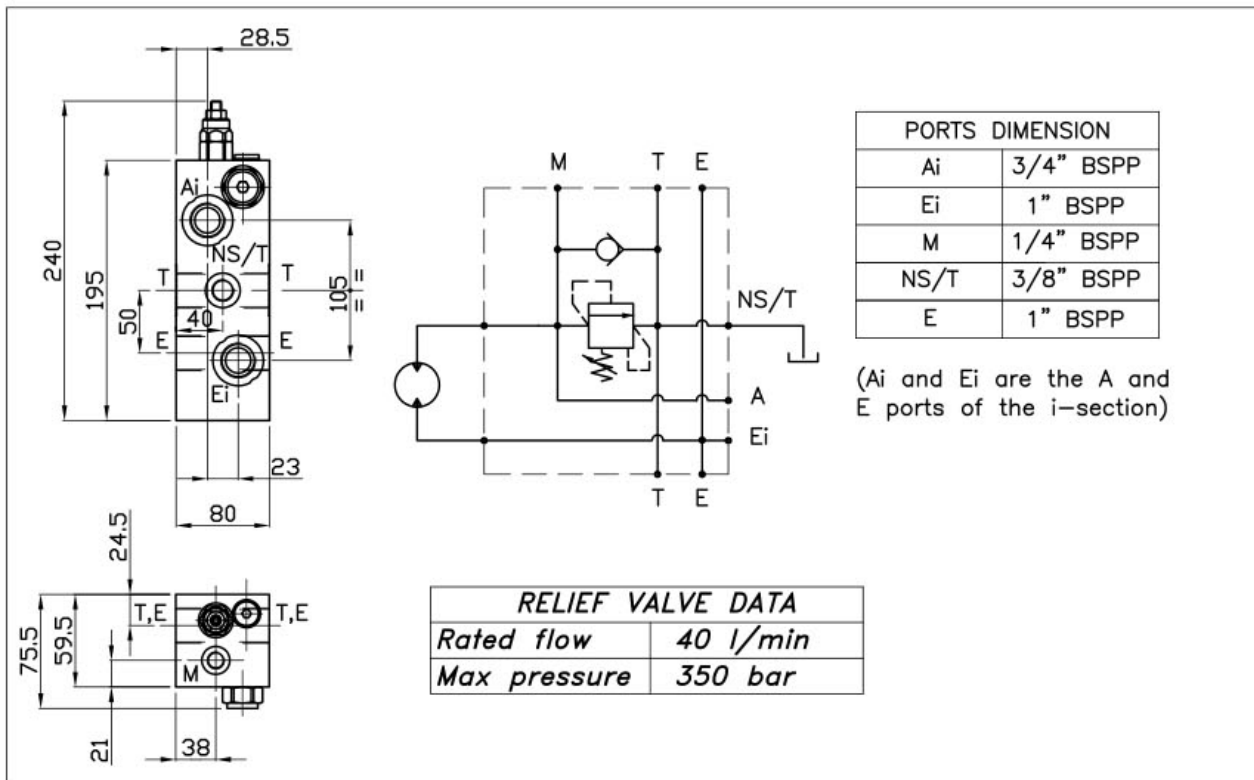 28.5
240
195
Ai
NS/T
T
T
105
=
=
50
40
E
E
Ei
23
80
24.5
75.5
59.5
T,E
T,E
M
21
38
M
T
E
NS/T
A
Ei
T
E
PORTS DIMENSION
Ai 3/4” BSPP
Ei 1” BSPP
M 1/4” BSPP
NS/T 3/8” BSPP
E 1” BSPP
(Ai and Ei are the A and
E ports of the i-section)
RELIEF VALVE DATA
Rated flow 40 l/min
Max pressure 350 bar